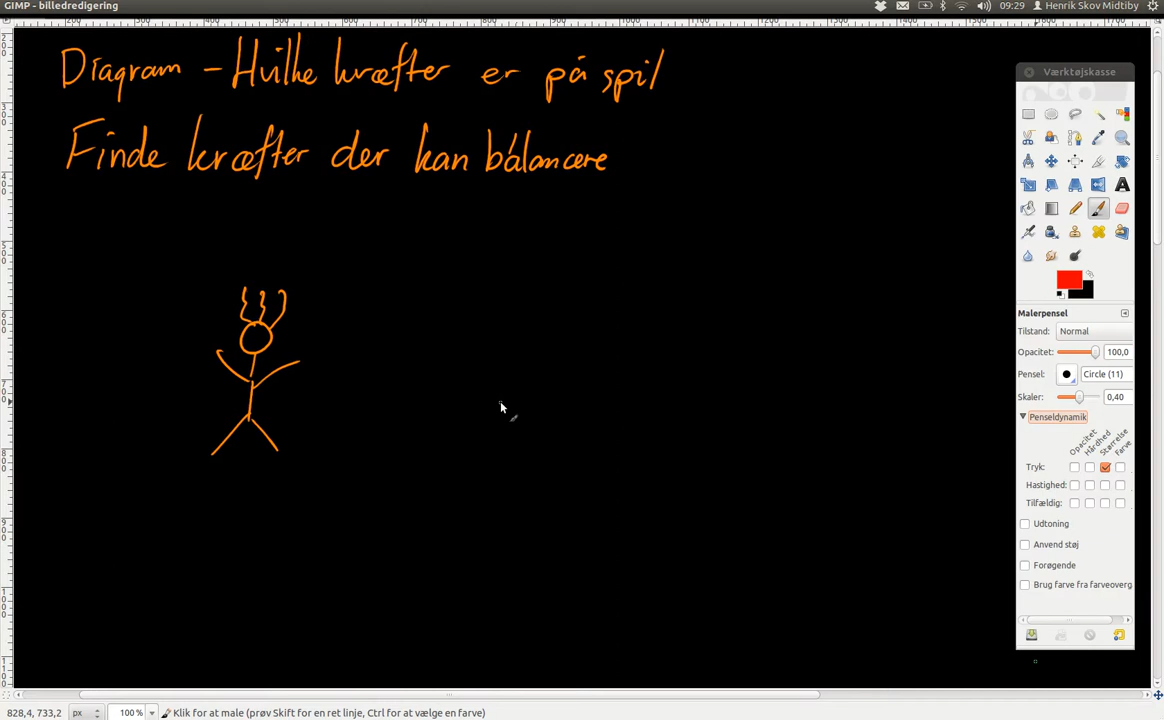 GIMP - billedredigering
09:29 Henrik Skov Midtiby
Diagram - Hvilke kræfter er på spil
Finde kræfter der kan balancere
Værktøjskasse
Malerpensel
Tilstand: Normal
Opacitet: 100,0
Pensel: Circle (11)
Skaler: 0,40
Penseldynamik
Opacitet Hårdhed Størrelse Farve
Tryk:
Hastighed:
Tilfældig:
Udtoning
Anvend støj
Forøgende
Brug farve fra farveoverg
828,4, 733,2 px 100% Klik for at male (prøv Skift for en ret linje, Ctrl for at vælge en farve)